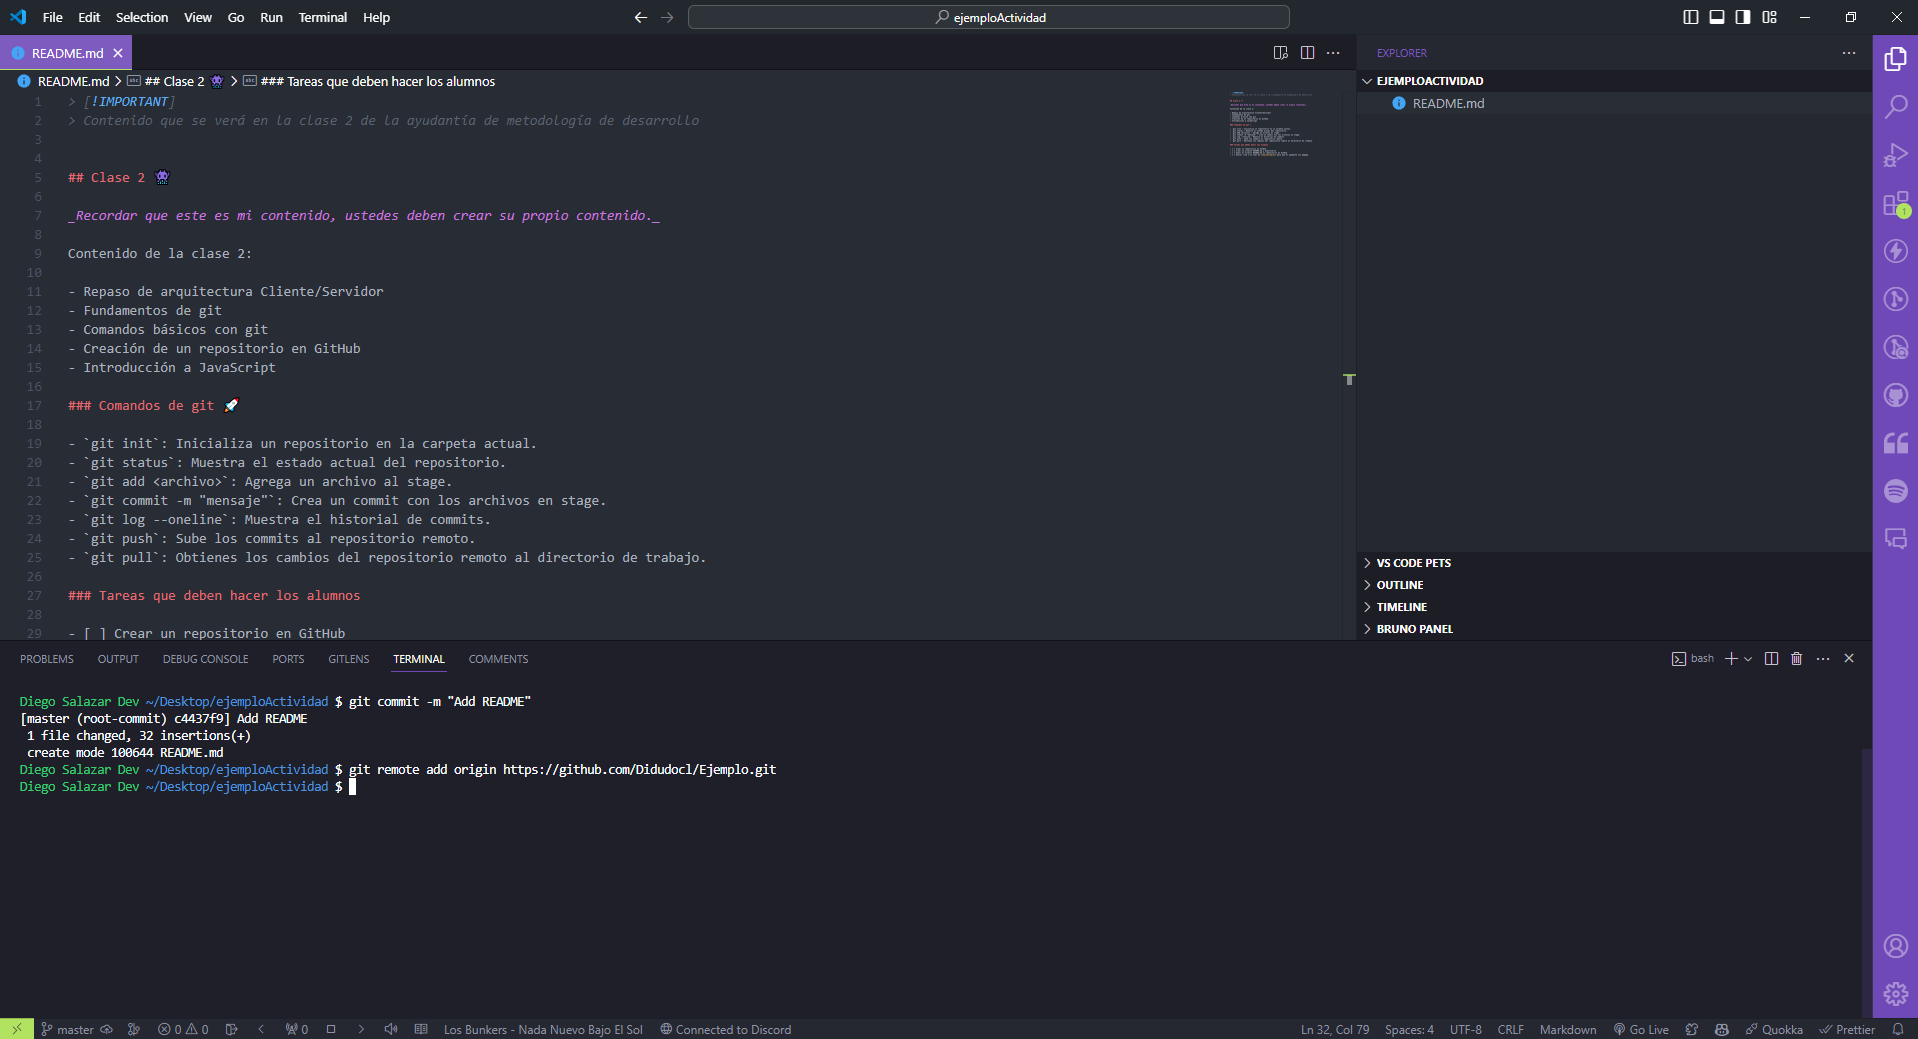 File Edit Selection View Go Run Terminal Help
ejemploActividad
README.md
README.md > ## Clase 2 > ### Tareas que deben hacer los alumnos
1 > [!IMPORTANT]
2 > Contenido que se verá en la clase 2 de la ayudantía de metodología de desarrollo
3
4
5 ## Clase 2 👾
6
7 _Recordar que este es mi contenido, ustedes deben crear su propio contenido._
8
9 Contenido de la clase 2:
10
11 - Repaso de arquitectura Cliente/Servidor
12 - Fundamentos de git
13 - Comandos básicos con git
14 - Creación de un repositorio en GitHub
15 - Introducción a JavaScript
16
17 ### Comandos de git 🚀
18
19 - `git init`: Inicializa un repositorio en la carpeta actual.
20 - `git status`: Muestra el estado actual del repositorio.
21 - `git add <archivo>`: Agrega un archivo al stage.
22 - `git commit -m "mensaje"`: Crea un commit con los archivos en stage.
23 - `git log --oneline`: Muestra el historial de commits.
24 - `git push`: Sube los commits al repositorio remoto.
25 - `git pull`: Obtienes los cambios del repositorio remoto al directorio de trabajo.
26
27 ### Tareas que deben hacer los alumnos
28
29 - [ ] Crear un repositorio en GitHub
EXPLORER
EJEMPLOACTIVIDAD
README.md
VS CODE PETS
OUTLINE
TIMELINE
BRUNO PANEL
1
PROBLEMS OUTPUT DEBUG CONSOLE PORTS GITLENS TERMINAL COMMENTS
bash
Diego Salazar Dev ~/Desktop/ejemploActividad $ git commit -m "Add README"
[master (root-commit) c4437f9] Add README
1 file changed, 32 insertions(+)
create mode 100644 README.md
Diego Salazar Dev ~/Desktop/ejemploActividad $ git remote add origin https://github.com/Didudocl/Ejemplo.git
Diego Salazar Dev ~/Desktop/ejemploActividad $
master 0 0 0 Los Bunkers - Nada Nuevo Bajo El Sol Connected to Discord Ln 32, Col 79 Spaces: 4 UTF-8 CRLF Markdown Go Live Quokka Prettier